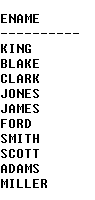 ENAME
----------
KING
BLAKE
CLARK
JONES
JAMES
FORD
SMITH
SCOTT
ADAMS
MILLER